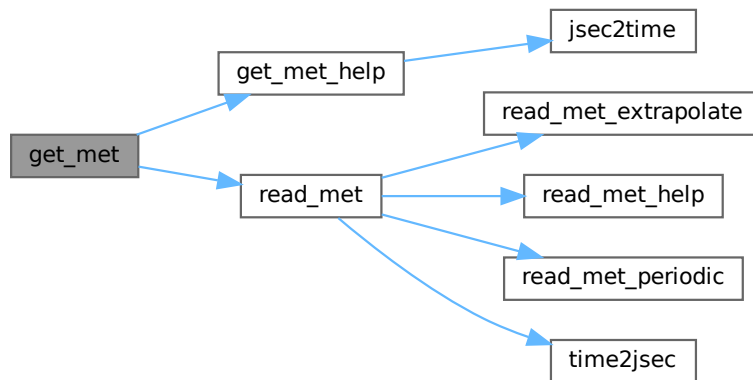 jsec2time
get_met_help
read_met_extrapolate
get_met
read_met
read_met_help
read_met_periodic
time2jsec